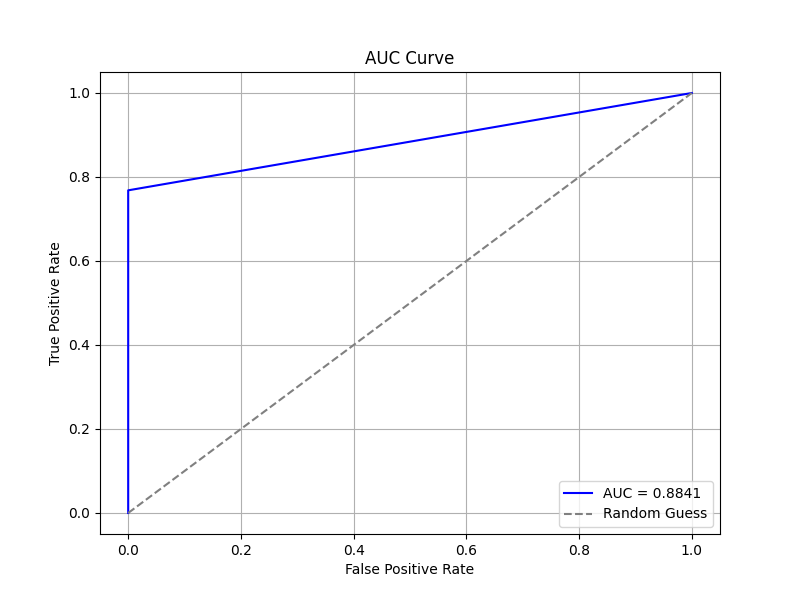 AUC Curve
1.0
0.8
0.6
0.4
0.2
0.0
True Positive Rate
AUC = 0.8841
Random Guess
0.0 0.2 0.4 0.6 0.8 1.0
False Positive Rate